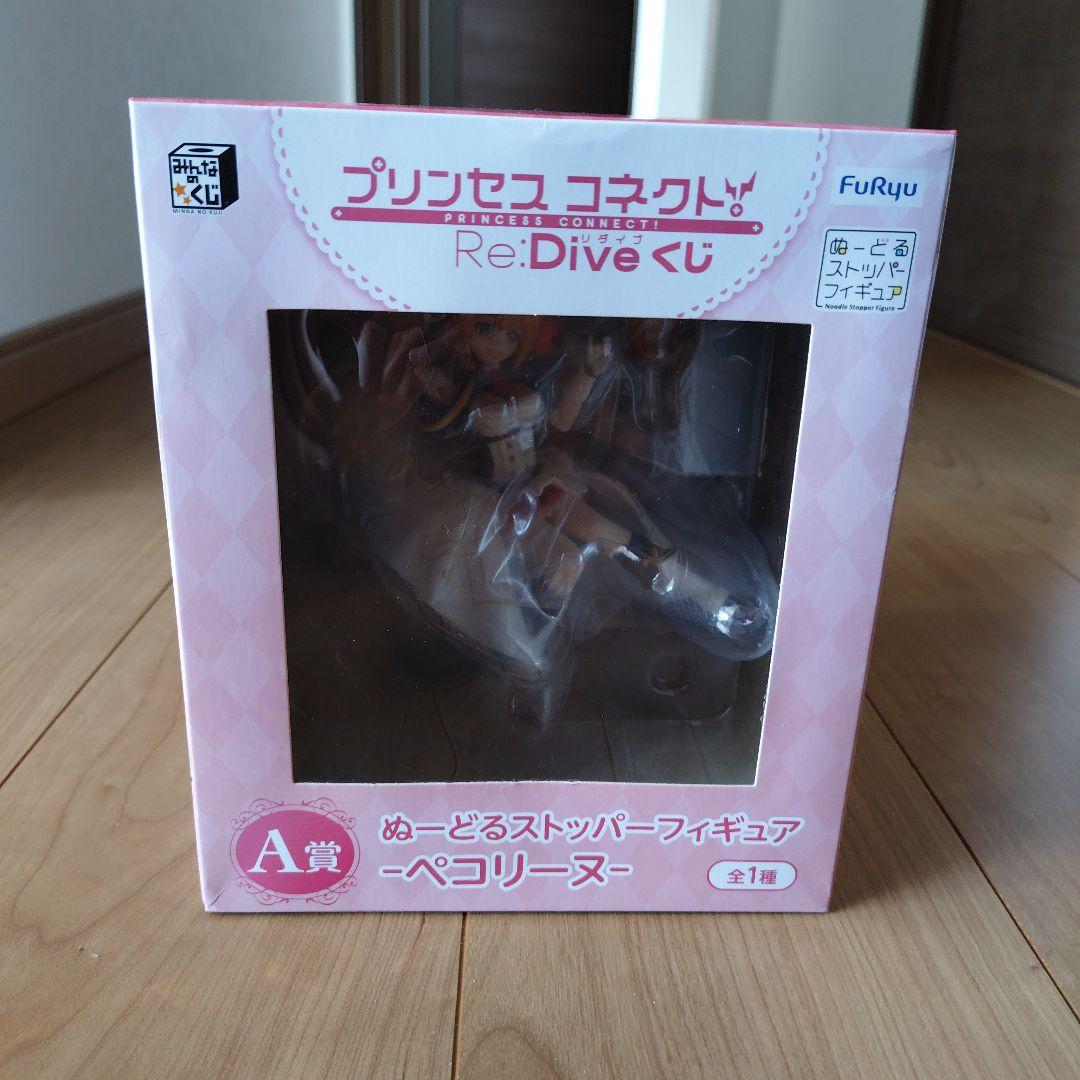 みんな
の
くじ
MINNA NO KUJI
プリンセス コネクト!
PRINCESS CONNECT!
リダイブ
Re:Dive くじ
FuRyu
ぬーどる
ストッパー
フィギュア
Noodle Stopper Figure
A賞
ぬーどるストッパーフィギュア
-ペコリーヌ-
全1種